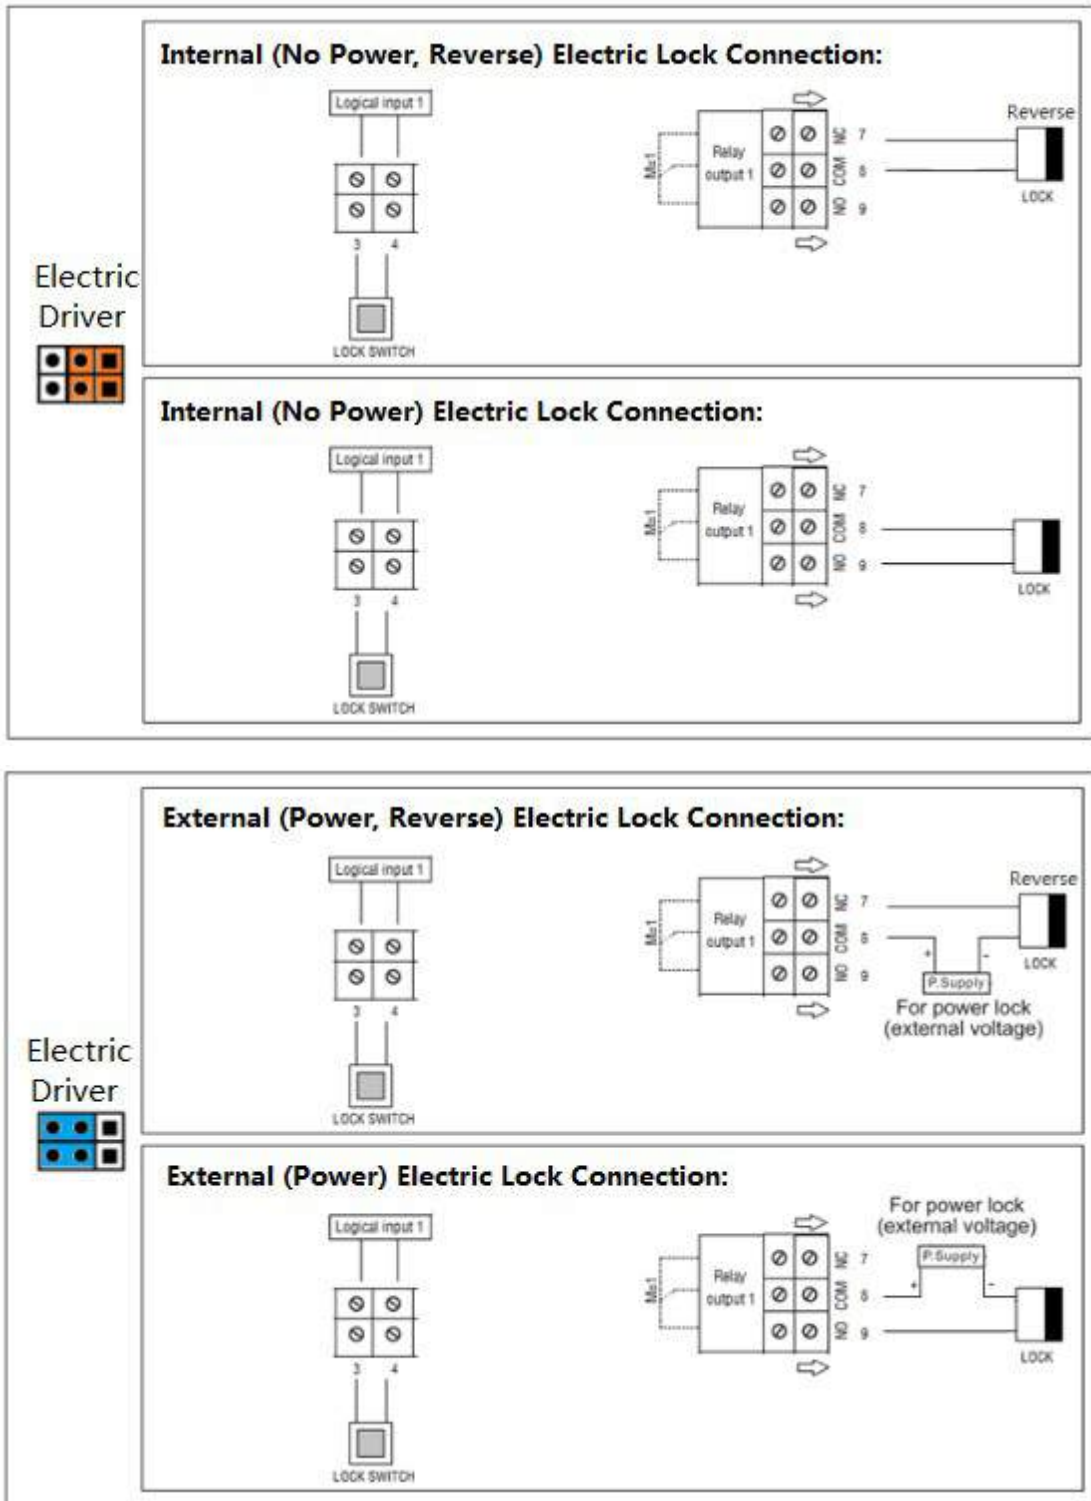 Internal (No Power, Reverse) Electric Lock Connection:
Logical input 1
3 4
LOCK SWITCH
Relay
output 1
NC 7
COM 8
NO 9
Reverse
LOCK
Electric
Driver
Internal (No Power) Electric Lock Connection:
Logical input 1
3 4
LOCK SWITCH
Relay
output 1
NC 7
COM 8
NO 9
LOCK
External (Power, Reverse) Electric Lock Connection:
Logical input 1
3 4
LOCK SWITCH
Relay
output 1
NC 7
COM 8
NO 9
Reverse
LOCK
+ -
P.Supply
For power lock
(external voltage)
Electric
Driver
External (Power) Electric Lock Connection:
Logical input 1
3 4
LOCK SWITCH
Relay
output 1
NC 7
COM 8
NO 9
For power lock
(external voltage)
P.Supply
+ -
LOCK